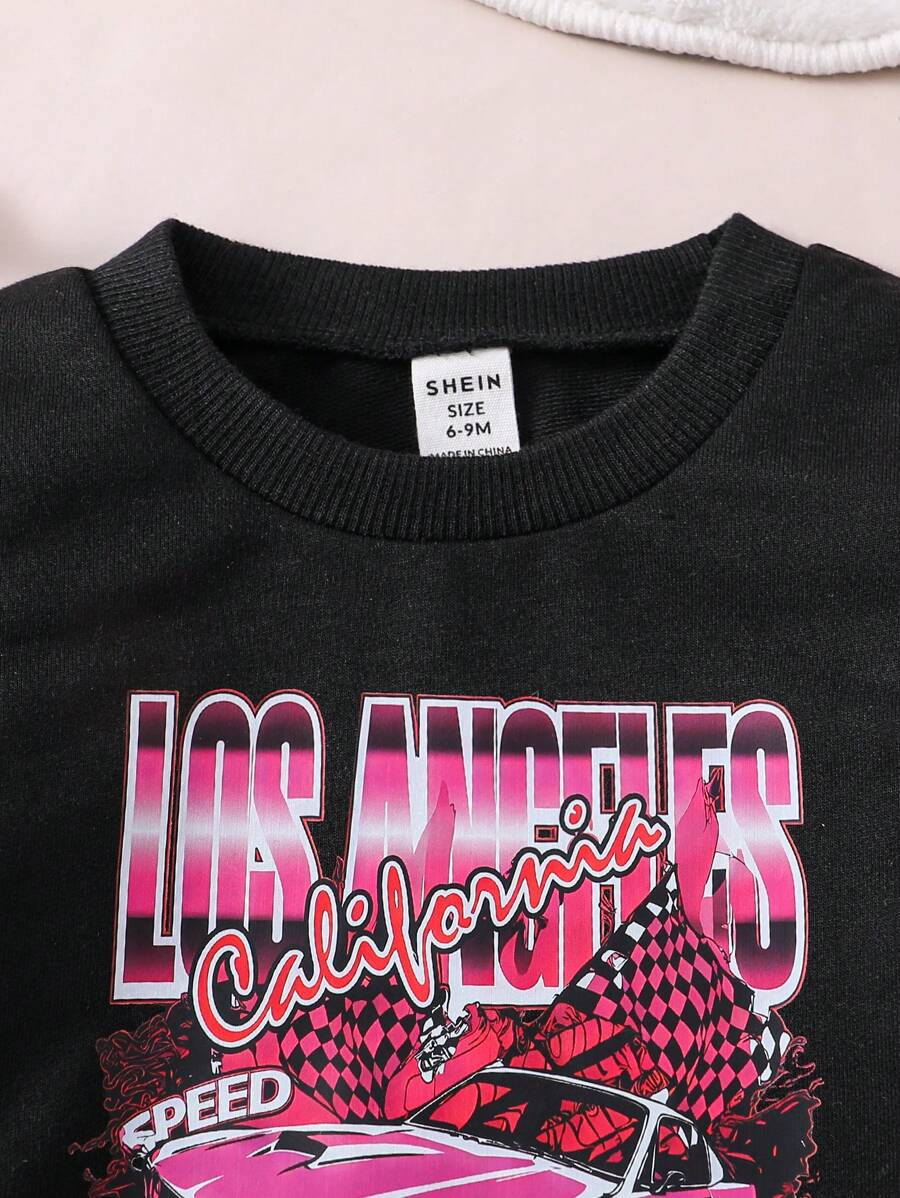 SHEIN
SIZE
6-9M
MADE IN CHINA
LOS ANGELES
California
SPEED